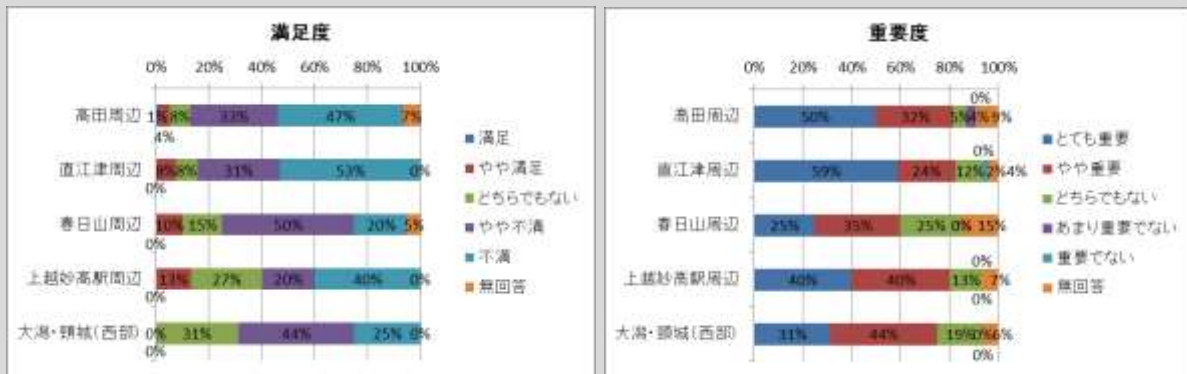 満足度
0% 20% 40% 60% 80% 100%
高田周辺 1% 8% 33% 47% 7%
4%
直江津周辺 8% 8% 31% 53% 0%
0%
春日山周辺 10% 15% 50% 20% 5%
0%
上越妙高駅周辺 13% 27% 20% 40% 0%
0%
大潟・頸城(西部) 0% 31% 44% 25% 0%
0%
満足
やや満足
どちらでもない
やや不満
不満
無回答
重要度
0% 20% 40% 60% 80% 100%
0%
高田周辺 50% 32% 5% 4% 9%
0%
直江津周辺 59% 24% 12% 2% 4%
春日山周辺 25% 35% 25% 0% 15%
0%
上越妙高駅周辺 40% 40% 13% 7%
0%
大潟・頸城(西部) 31% 44% 19% 0% 6%
0%
とても重要
やや重要
どちらでもない
あまり重要でない
重要でない
無回答